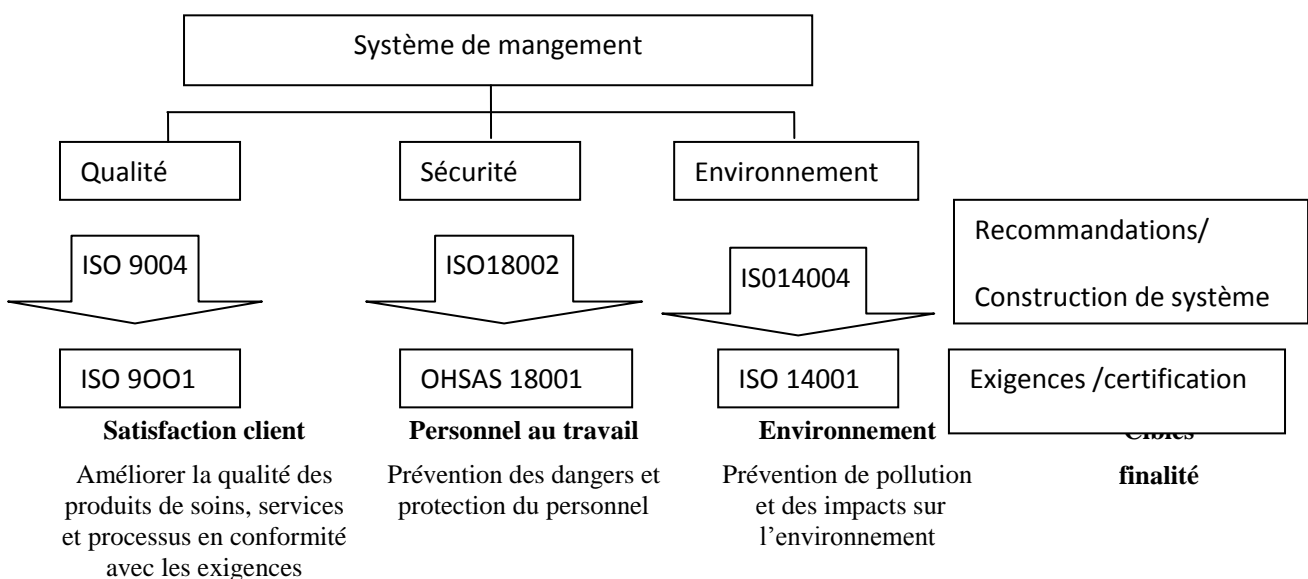 Système de mangement
Qualité
Sécurité
Environnement
Recommandations/
Construction de système
ISO 9004
ISO18002
IS014004
ISO 9OO1
OHSAS 18001
ISO 14001
Exigences /certification
Satisfaction client
Personnel au travail
Environnement
Cibles
Améliorer la qualité des
produits de soins, services
et processus en conformité
avec les exigences
Prévention des dangers et
protection du personnel
Prévention de pollution
et des impacts sur
l’environnement
finalité